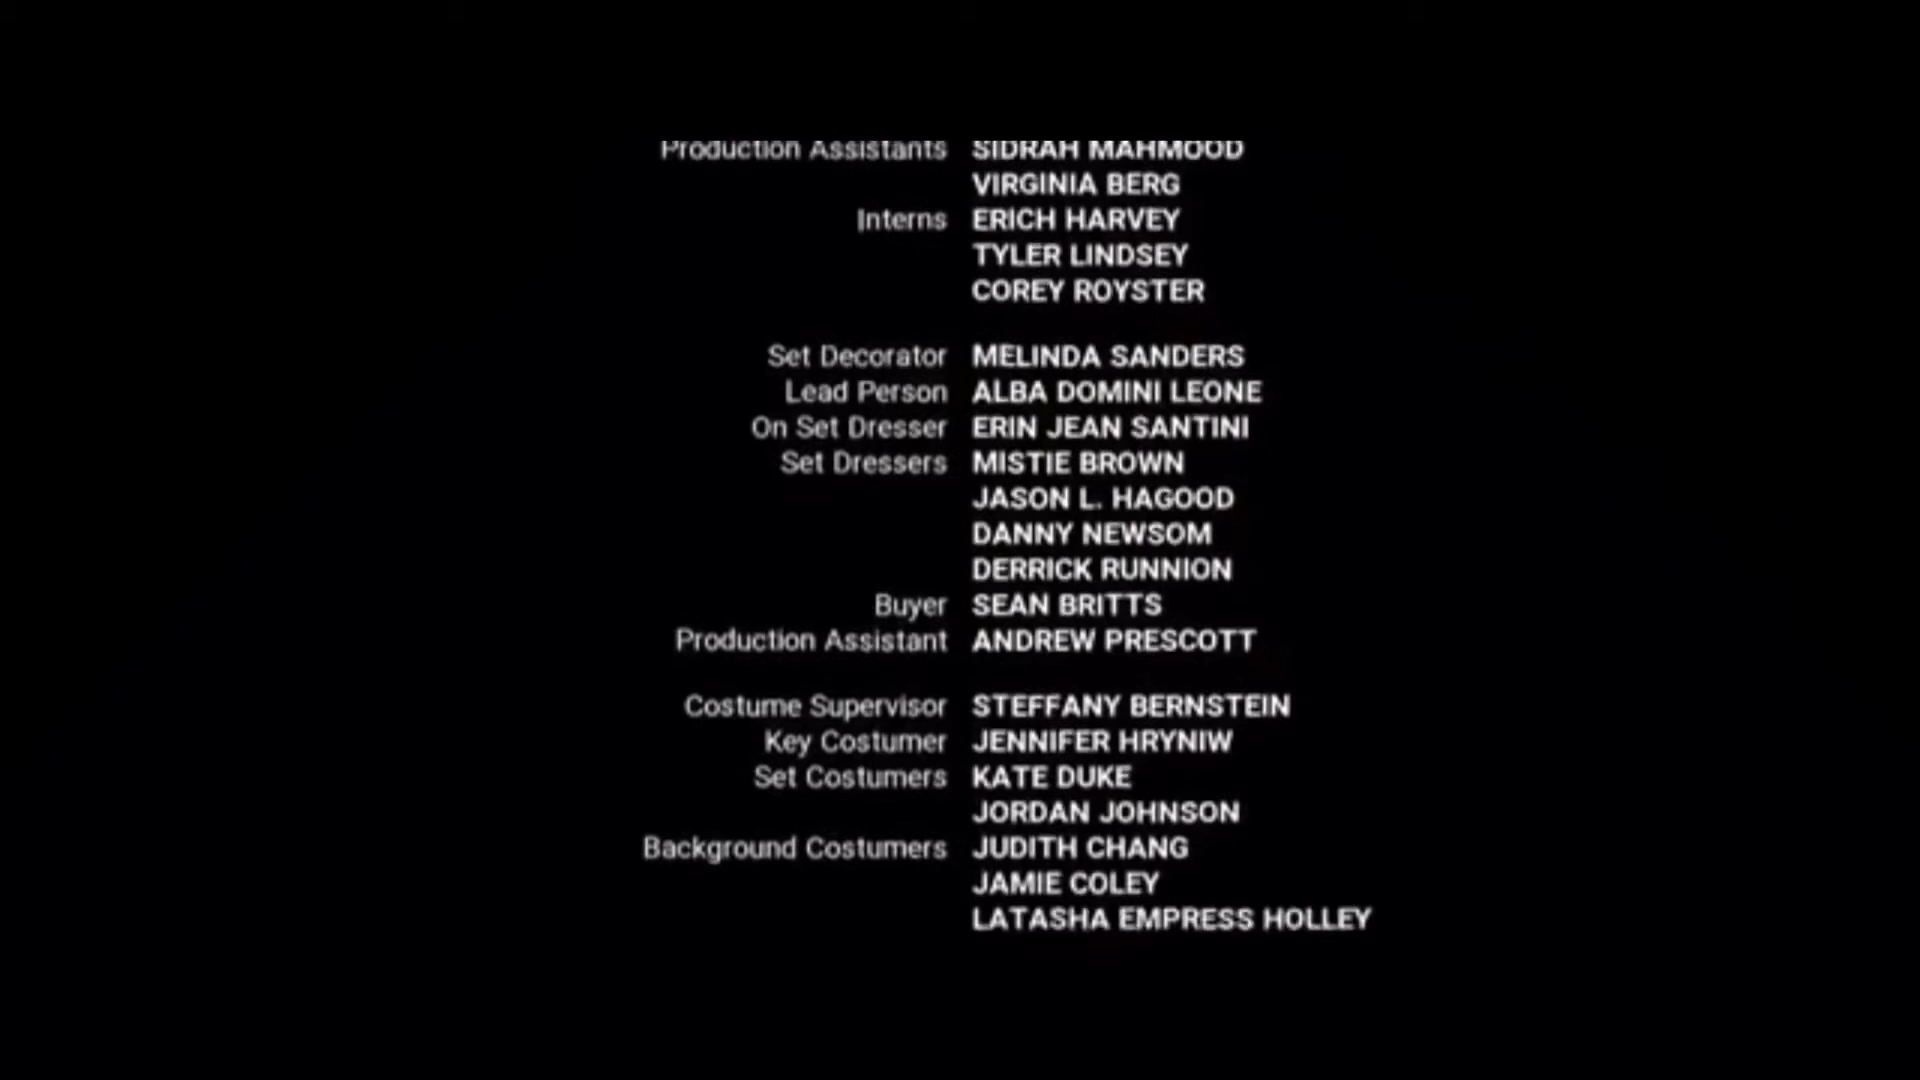 Production Assistants SIDRAH MAHMOOD
VIRGINIA BERG
Interns ERICH HARVEY
TYLER LINDSEY
COREY ROYSTER
Set Decorator MELINDA SANDERS
Lead Person ALBA DOMINI LEONE
On Set Dresser ERIN JEAN SANTINI
Set Dressers MISTIE BROWN
JASON L. HAGOOD
DANNY NEWSOM
DERRICK RUNNION
Buyer SEAN BRITTS
Production Assistant ANDREW PRESCOTT
Costume Supervisor STEFFANY BERNSTEIN
Key Costumer JENNIFER HRYNIW
Set Costumers KATE DUKE
JORDAN JOHNSON
Background Costumers JUDITH CHANG
JAMIE COLEY
LATASHA EMPRESS HOLLEY